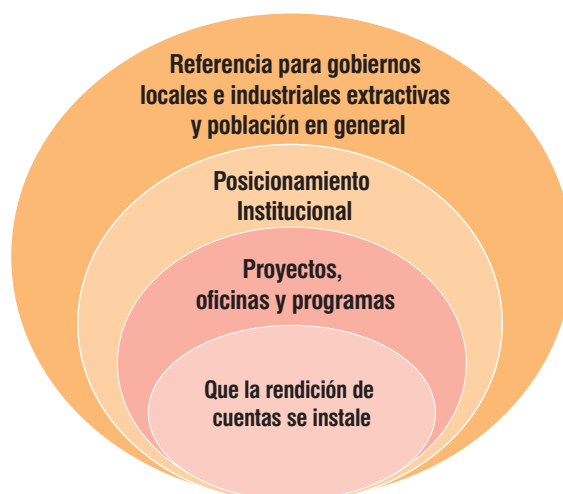 Referencia para gobiernos
locales e industriales extractivas
y población en general
Posicionamiento
Institucional
Proyectos,
oficinas y programas
Que la rendición de
cuentas se instale